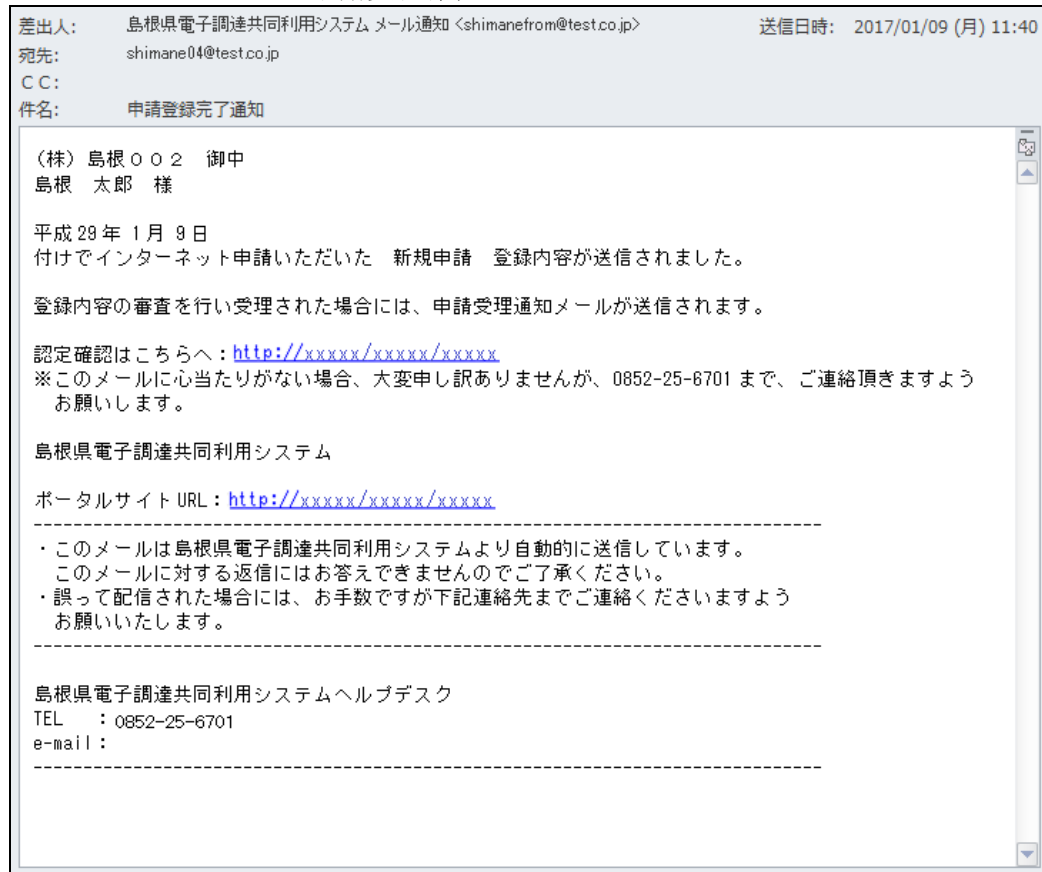 差出人: 島根県電子調達共同利用システム メール通知 <shimanefrom@test.co.jp> 送信日時: 2017/01/09 (月) 11:40
宛先: shimane04@test.co.jp
CC:
件名: 申請登録完了通知
(株)島根002 御中
島根 太郎 様
平成29年 1月 9日
付けでインターネット申請いただいた 新規申請 登録内容が送信されました。
登録内容の審査を行い受理された場合には、申請受理通知メールが送信されます。
認定確認はこちらへ:http://xxxxx/xxxxx/xxxxx
※このメールに心当たりがない場合、大変申し訳ありませんが、0852-25-6701 まで、ご連絡頂きますよう
お願いします。
島根県電子調達共同利用システム
ポータルサイトURL:http://xxxxx/xxxxx/xxxxx
-------------------------------------------------------------------------------
・このメールは島根県電子調達共同利用システムより自動的に送信しています。
このメールに対する返信にはお答えできませんのでご了承ください。
・誤って配信された場合には、お手数ですが下記連絡先までご連絡くださいますよう
お願いいたします。
-------------------------------------------------------------------------------
島根県電子調達共同利用システムヘルプデスク
TEL :0852-25-6701
e-mail:
-------------------------------------------------------------------------------